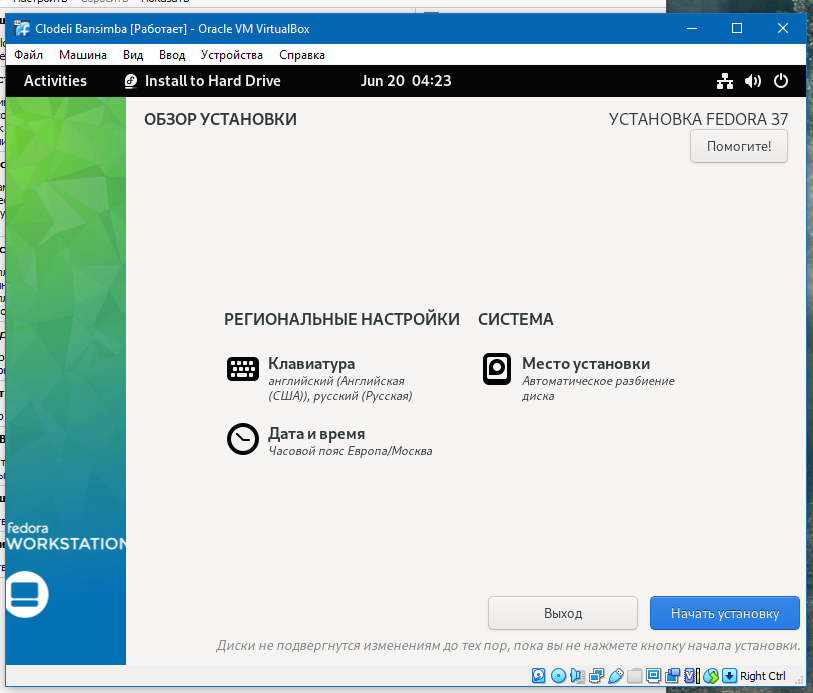 Clodeli Bansimba [Работает] - Oracle VM VirtualBox
Файл Машина Вид Ввод Устройства Справка
Activities Install to Hard Drive Jun 20 04:23
ОБЗОР УСТАНОВКИ
УСТАНОВКА FEDORA 37
Помогите!
РЕГИОНАЛЬНЫЕ НАСТРОЙКИ
Клавиатура
английский (Английская
(США)), русский (Русская)
Дата и время
Часовой пояс Европа/Москва
СИСТЕМА
Место установки
Автоматическое разбиение
диска
fedora
WORKSTATION
Выход
Начать установку
Диски не подвергнутся изменениям до тех пор, пока вы не нажмете кнопку начала установки.
Right Ctrl